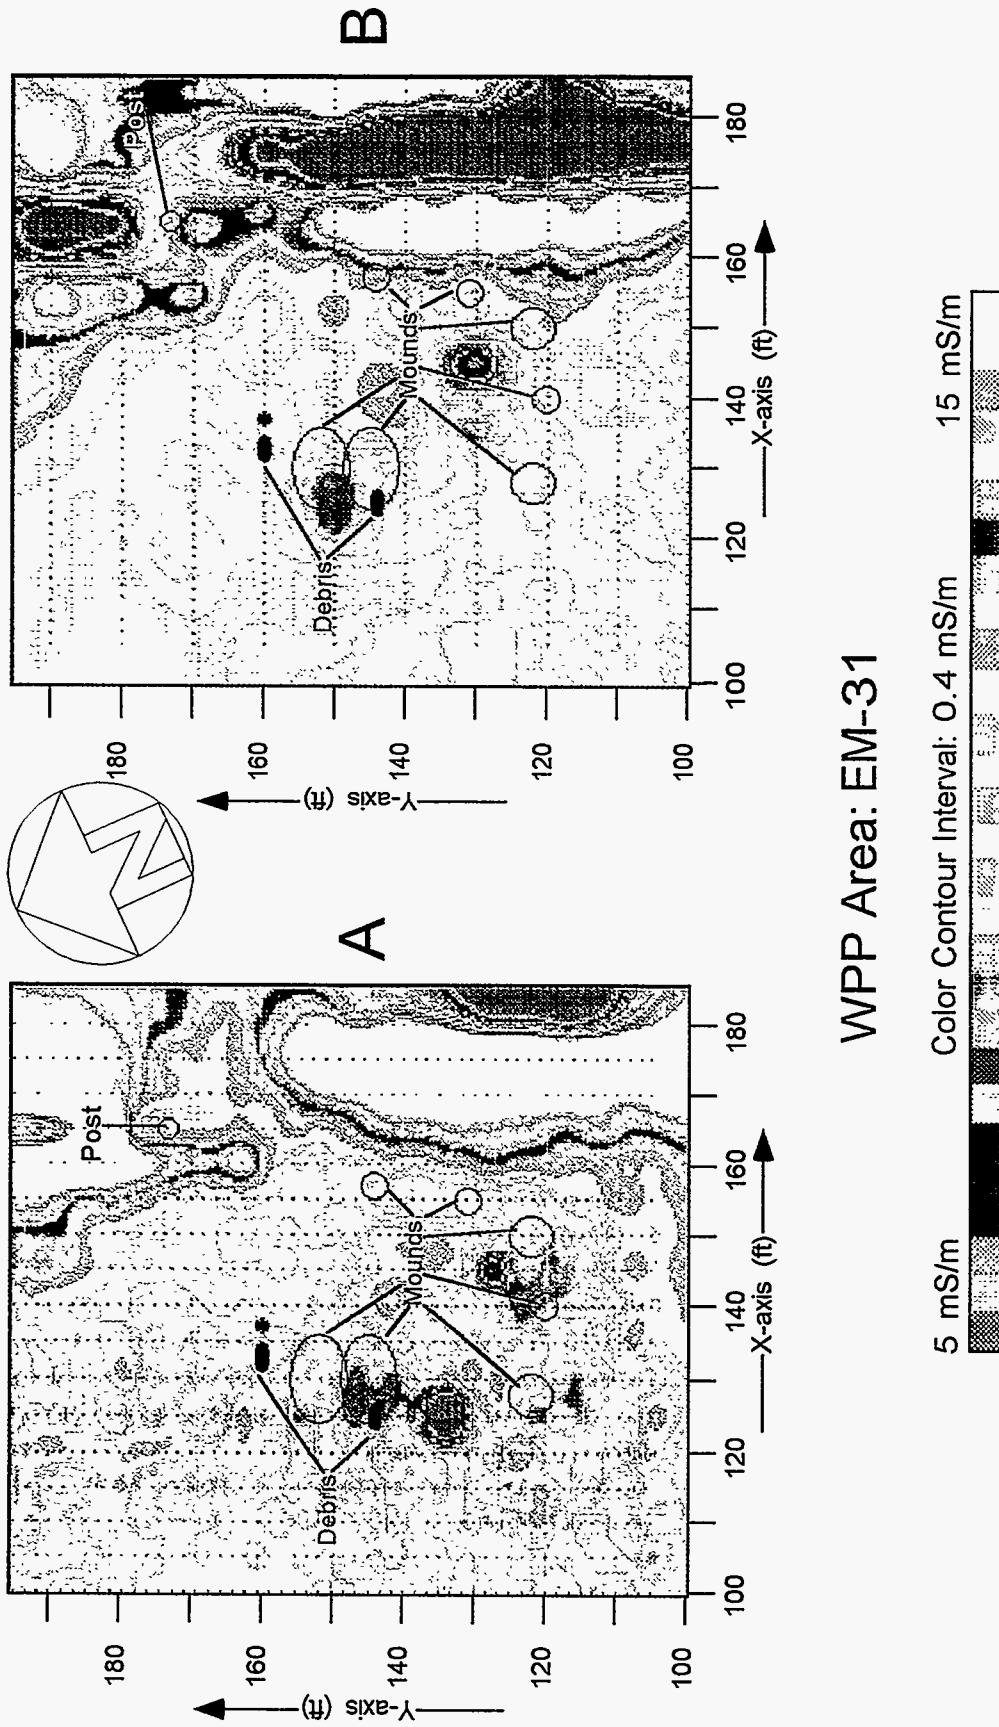 A
B
180
160
140
120
100
Y-axis (ft)
100
120
140
160
180
X-axis (ft)
Post
Mounds
Debris
*
N
180
160
140
120
100
Y-axis (ft)
100
120
140
160
180
X-axis (ft)
Post
Mounds
Debris
*
WPP Area: EM-31
Color Contour Interval: 0.4 mS/m
5 mS/m
15 mS/m